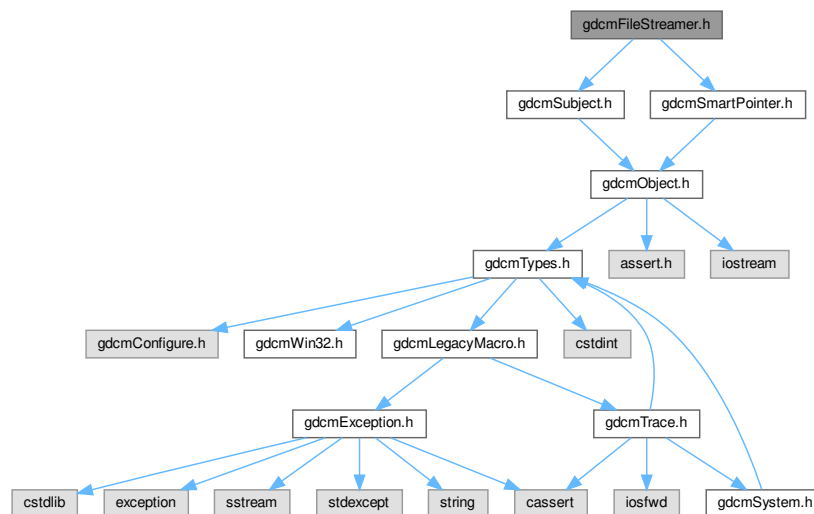 gdcmFileStreamer.h
gdcmSubject.h
gdcmSmartPointer.h
gdcmObject.h
gdcmTypes.h
assert.h
iostream
gdcmConfigure.h
gdcmWin32.h
gdcmLegacyMacro.h
cstdint
gdcmException.h
gdcmTrace.h
cstdlib
exception
sstream
stdexcept
string
cassert
iosfwd
gdcmSystem.h